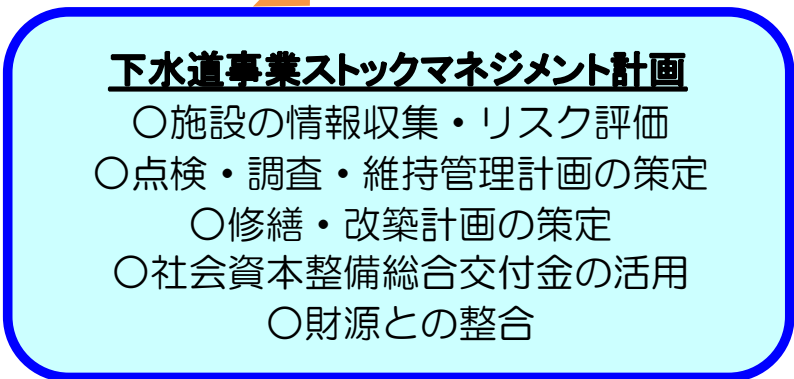 下水道事業ストックマネジメント計画
〇施設の情報収集・リスク評価
〇点検・調査・維持管理計画の策定
〇修繕・改築計画の策定
〇社会資本整備総合交付金の活用
〇財源との整合